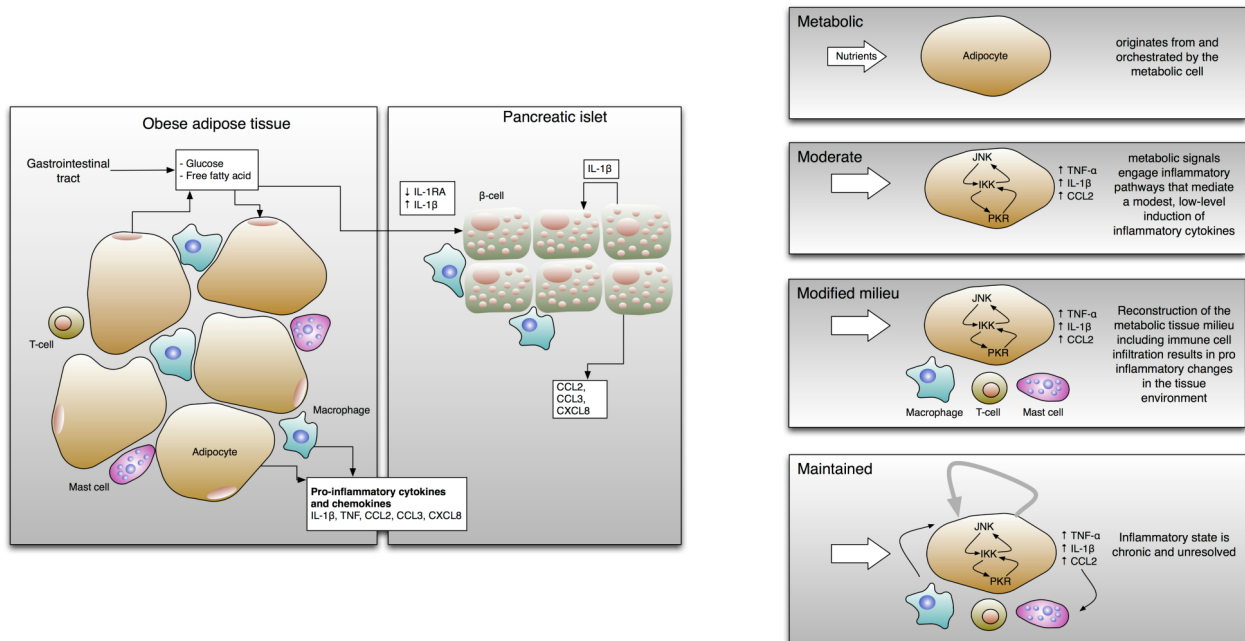 Obese adipose tissue
Gastrointestinal
tract
- Glucose
- Free fatty acid
T-cell
Macrophage
Adipocyte
Mast cell
Pro-inflammatory cytokines
and chemokines
IL-1β, TNF, CCL2, CCL3, CXCL8
Pancreatic islet
IL-1β
↓ IL-1RA
↑ IL-1β
β-cell
CCL2,
CCL3,
CXCL8
Metabolic
Nutrients
Adipocyte
originates from and
orchestrated by the
metabolic cell
Moderate
JNK
IKK
PKR
↑ TNF-α
↑ IL-1β
↑ CCL2
metabolic signals
engage inflammatory
pathways that mediate
a modest, low-level
induction of
inflammatory cytokines
Modified milieu
JNK
IKK
PKR
↑ TNF-α
↑ IL-1β
↑ CCL2
Macrophage
T-cell
Mast cell
Reconstruction of the
metabolic tissue milieu
including immune cell
infiltration results in pro
inflammatory changes
in the tissue
environment
Maintained
JNK
IKK
PKR
↑ TNF-α
↑ IL-1β
↑ CCL2
Inflammatory state is
chronic and unresolved